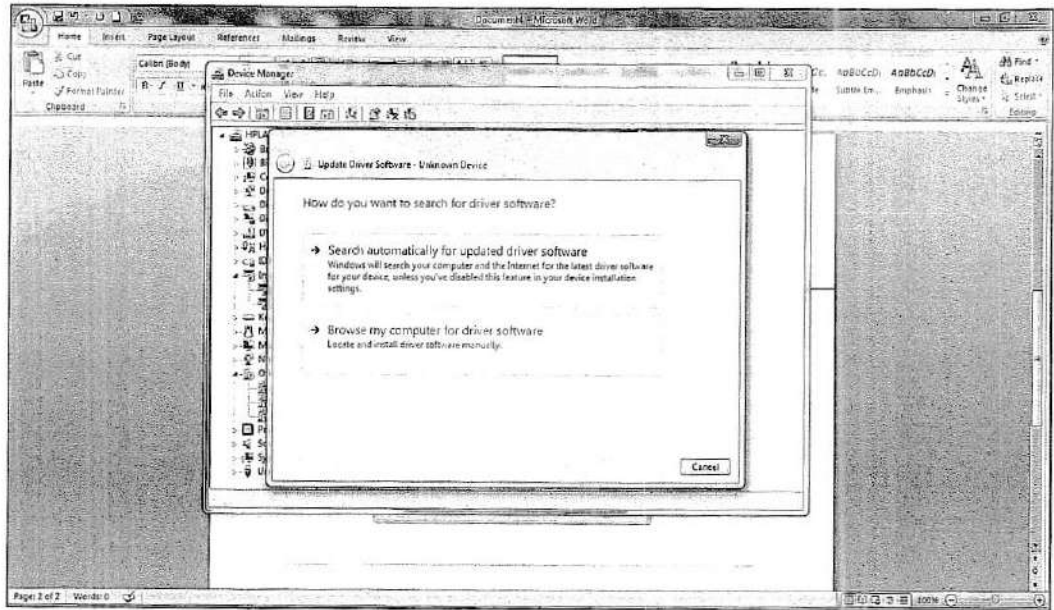 Document4 - Microsoft Word
Home Insert Page Layout References Mailings Review View
Paste
Cut
Copy
Format Painter
Clipboard
Calibri (Body)
B I U
AaBbCcDc AaBbCcDc
Subtle Em... Emphasis
Change Styles
Find
Replace
Select
Editing
Device Manager
File Action View Help
Update Driver Software - Unknown Device
How do you want to search for driver software?
Search automatically for updated driver software
Windows will search your computer and the Internet for the latest driver software
for your device, unless you've disabled this feature in your device installation
settings.
Browse my computer for driver software
Locate and install driver software manually.
Cancel
Page: 2 of 2 Words: 0
100%